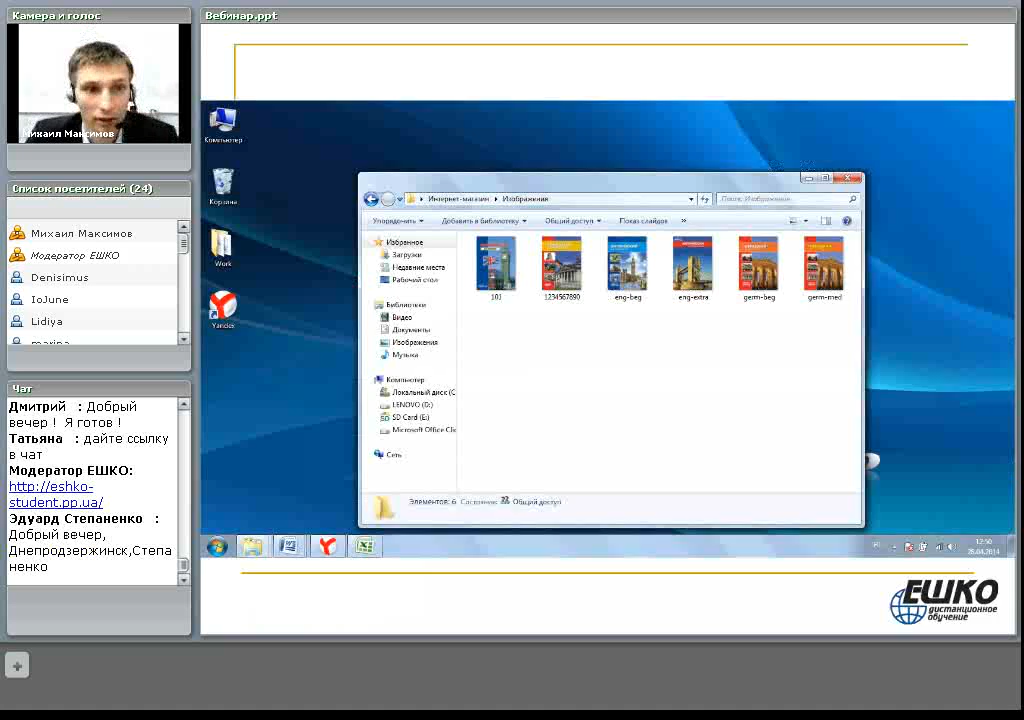 Камера и голос
Михаил Максимов
Список посетителей (24)
Михаил Максимов
Модератор ЕШКО
Denisimus
IoJune
Lidiya
marina
Чат
Дмитрий : Добрый
вечер ! Я готов !
Татьяна : дайте ссылку
в чат
Модератор ЕШКО:
http://eshko-
student.pp.ua/
Эдуард Степаненко :
Добрый вечер,
Днепродзержинск,Степа
ненко
Вебинар.ppt
Компьютер
Корзина
Work
Yandex
Интернет-магазин Изображения
Поиск: Изображения
Упорядочить Добавить в библиотеку Общий доступ Показ слайдов »
Избранное
Загрузки
Недавние места
Рабочий стол
Библиотеки
Видео
Документы
Изображения
Музыка
Компьютер
Локальный диск (C
LENOVO (D:)
SD Card (E:)
Microsoft Office Clic
Сеть
101
1234567890
eng-beg
eng-extra
germ-beg
germ-med
Элементов: 6 Состояние: Общий доступ
12:50
28.04.2014
ЕШКО
дистанционное
обучение